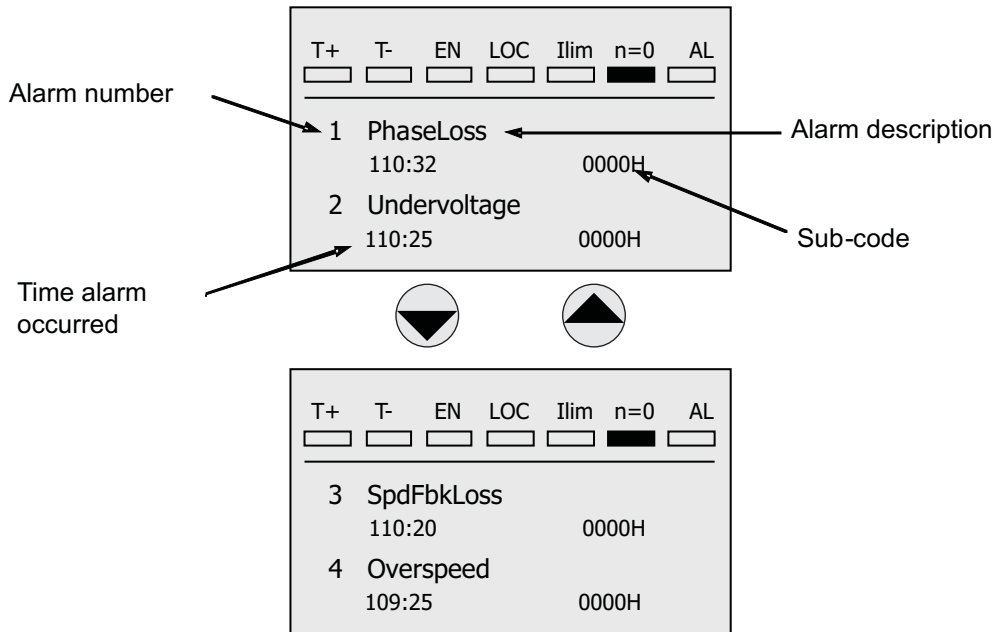 T+ T- EN LOC Ilim n=0 AL
Alarm number
1 PhaseLoss
Alarm description
110:32 0000H
2 Undervoltage
110:25 0000H
Sub-code
Time alarm
occurred
T+ T- EN LOC Ilim n=0 AL
3 SpdFbkLoss
110:20 0000H
4 Overspeed
109:25 0000H